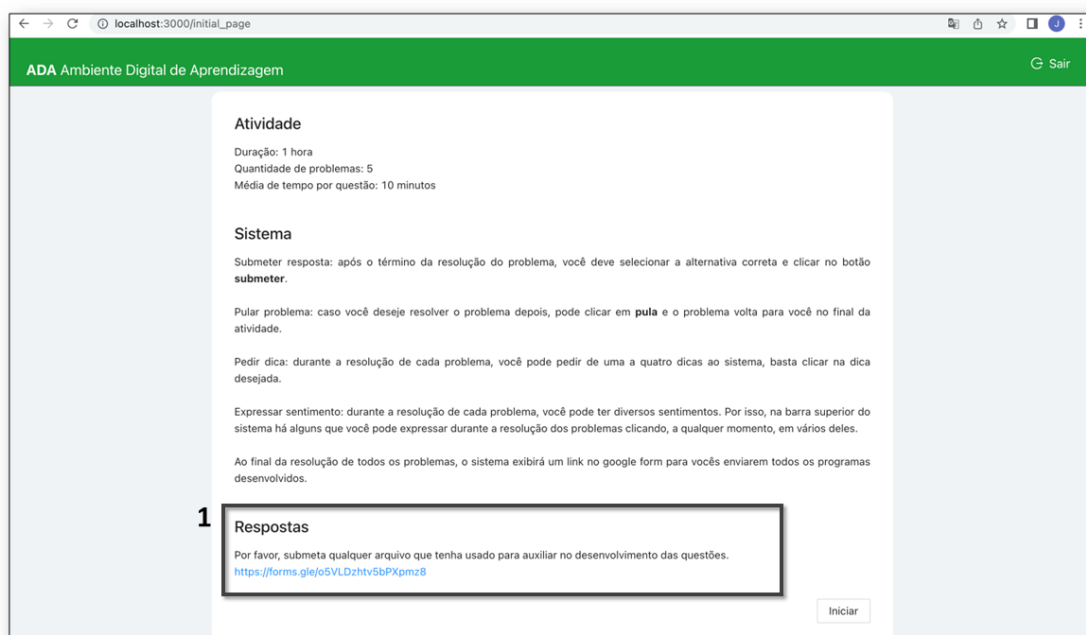 localhost:3000/initial_page
J
ADA Ambiente Digital de Aprendizagem
Sair
Atividade
Duração: 1 hora
Quantidade de problemas: 5
Média de tempo por questão: 10 minutos
Sistema
Submeter resposta: após o término da resolução do problema, você deve selecionar a alternativa correta e clicar no botão
submeter.
Pular problema: caso você deseje resolver o problema depois, pode clicar em pula e o problema volta para você no final da
atividade.
Pedir dica: durante a resolução de cada problema, você pode pedir de uma a quatro dicas ao sistema, basta clicar na dica
desejada.
Expressar sentimento: durante a resolução de cada problema, você pode ter diversos sentimentos. Por isso, na barra superior do
sistema há alguns que você pode expressar durante a resolução dos problemas clicando, a qualquer momento, em vários deles.
Ao final da resolução de todos os problemas, o sistema exibirá um link no google form para vocês enviarem todos os programas
desenvolvidos.
1
Respostas
Por favor, submeta qualquer arquivo que tenha usado para auxiliar no desenvolvimento das questões.
https://forms.gle/o5VLDzhtv5bPXpmz8
Iniciar